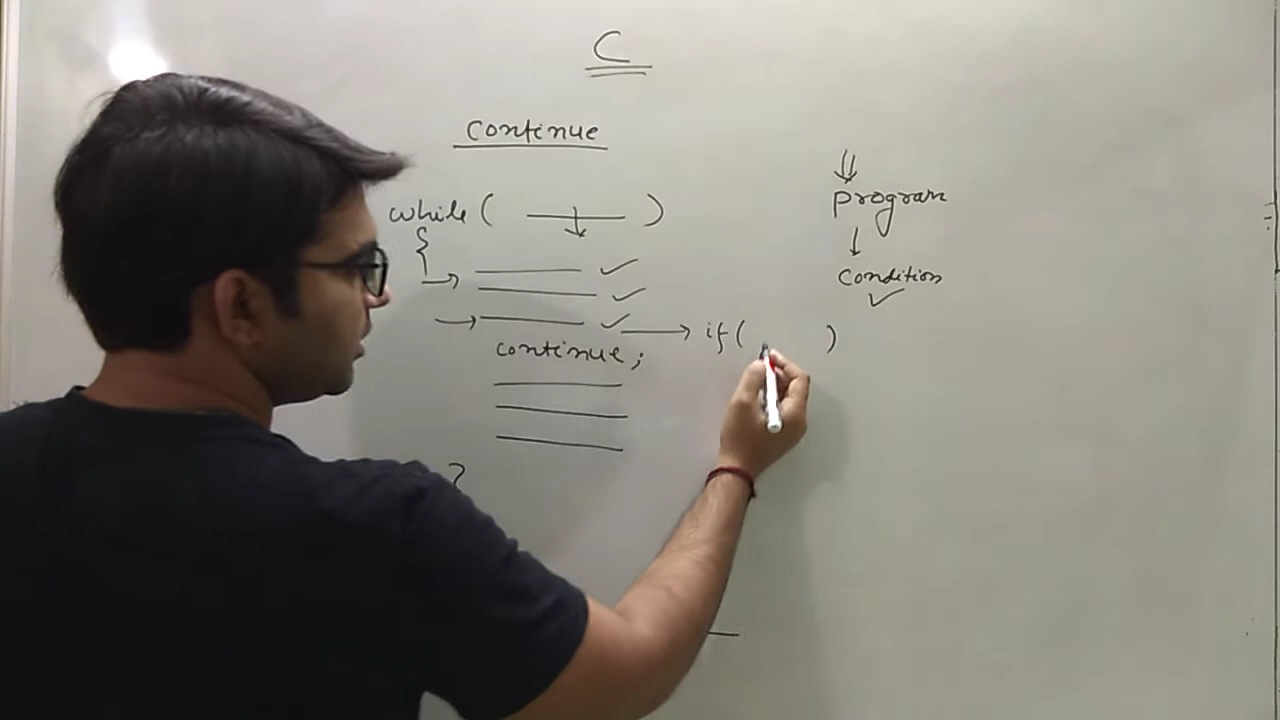 C
continue
while ( )
{
continue;
}
program
Condition
if ( )